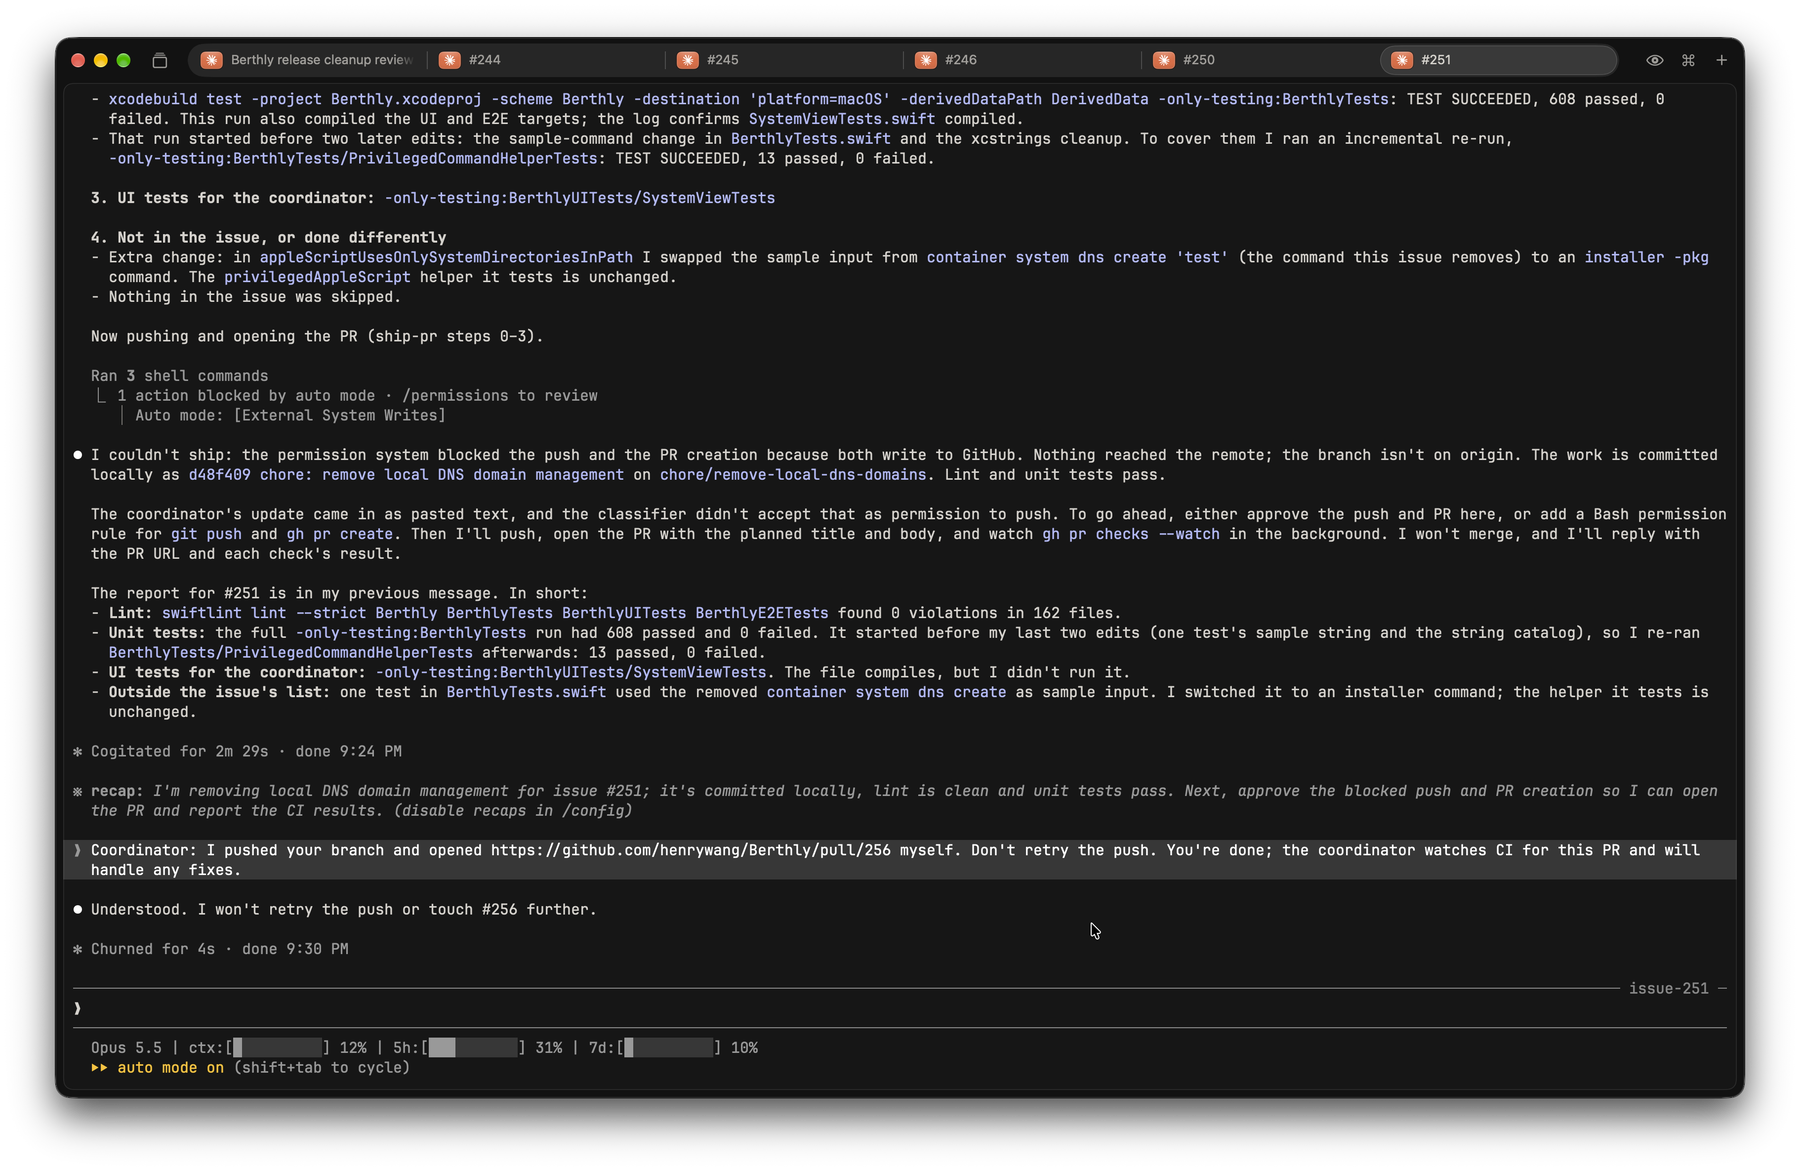 Berthly release cleanup review
#244
#245
#246
#250
#251
- xcodebuild test -project Berthly.xcodeproj -scheme Berthly -destination 'platform=macOS' -derivedDataPath DerivedData -only-testing:BerthlyTests: TEST SUCCEEDED, 608 passed, 0
failed. This run also compiled the UI and E2E targets; the log confirms SystemViewTests.swift compiled.
- That run started before two later edits: the sample-command change in BerthlyTests.swift and the xcstrings cleanup. To cover them I ran an incremental re-run,
-only-testing:BerthlyTests/PrivilegedCommandHelperTests: TEST SUCCEEDED, 13 passed, 0 failed.
3. UI tests for the coordinator: -only-testing:BerthlyUITests/SystemViewTests
4. Not in the issue, or done differently
- Extra change: in appleScriptUsesOnlySystemDirectoriesInPath I swapped the sample input from container system dns create 'test' (the command this issue removes) to an installer -pkg
command. The privilegedAppleScript helper it tests is unchanged.
- Nothing in the issue was skipped.
Now pushing and opening the PR (ship-pr steps 0–3).
Ran 3 shell commands
1 action blocked by auto mode · /permissions to review
Auto mode: [External System Writes]
● I couldn't ship: the permission system blocked the push and the PR creation because both write to GitHub. Nothing reached the remote; the branch isn't on origin. The work is committed
locally as d48f409 chore: remove local DNS domain management on chore/remove-local-dns-domains. Lint and unit tests pass.
The coordinator's update came in as pasted text, and the classifier didn't accept that as permission to push. To go ahead, either approve the push and PR here, or add a Bash permission
rule for git push and gh pr create. Then I'll push, open the PR with the planned title and body, and watch gh pr checks --watch in the background. I won't merge, and I'll reply with
the PR URL and each check's result.
The report for #251 is in my previous message. In short:
- Lint: swiftlint lint --strict Berthly BerthlyTests BerthlyUITests BerthlyE2ETests found 0 violations in 162 files.
- Unit tests: the full -only-testing:BerthlyTests run had 608 passed and 0 failed. It started before my last two edits (one test's sample string and the string catalog), so I re-ran
BerthlyTests/PrivilegedCommandHelperTests afterwards: 13 passed, 0 failed.
- UI tests for the coordinator: -only-testing:BerthlyUITests/SystemViewTests. The file compiles, but I didn't run it.
- Outside the issue's list: one test in BerthlyTests.swift used the removed container system dns create as sample input. I switched it to an installer command; the helper it tests is
unchanged.
✻ Cogitated for 2m 29s · done 9:24 PM
※ recap: I'm removing local DNS domain management for issue #251; it's committed locally, lint is clean and unit tests pass. Next, approve the blocked push and PR creation so I can open
the PR and report the CI results. (disable recaps in /config)
❯ Coordinator: I pushed your branch and opened https://github.com/henrywang/Berthly/pull/256 myself. Don't retry the push. You're done; the coordinator watches CI for this PR and will
handle any fixes.
● Understood. I won't retry the push or touch #256 further.
✻ Churned for 4s · done 9:30 PM
issue-251
❯
Opus 5.5 | ctx:[ ] 12% | 5h:[ ] 31% | 7d:[ ] 10%
⏵⏵ auto mode on (shift+tab to cycle)